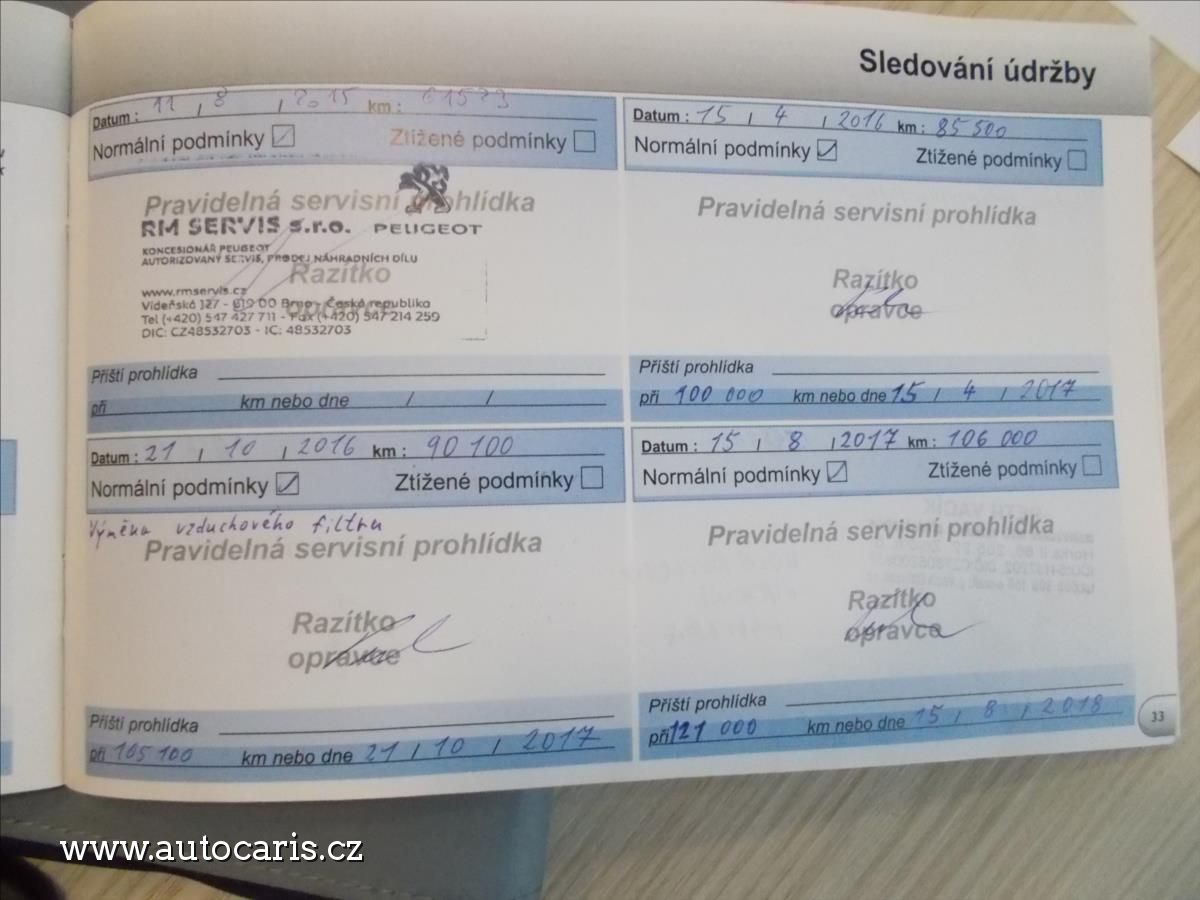 Sledování údržby
Datum : 11 / 8 / 2015 km : 61523
Normální podmínky Ztížené podmínky
Pravidelná servisní prohlídka
RM SERVIS s.r.o. PEUGEOT
KONCESIONÁŘ PEUGEOT
AUTORIZOVANÝ SERVIS, PRODEJ NÁHRADNÍCH DÍLU
Razítko
opravce
www.rmservis.cz
Vídeňská 127 - 619 00 Brno - Česká republika
Tel (+420) 547 427 711 - Fax (+420) 547 214 259
DIC: CZ48532703 - IC: 48532703
Příští prohlídka
při km nebo dne / /
Datum : 15 / 4 / 2016 km : 85 500
Normální podmínky Ztížené podmínky
Pravidelná servisní prohlídka
Razítko
opravce
Příští prohlídka
při 100 000 km nebo dne 15 / 4 / 2017
Datum : 21 / 10 / 2016 km : 90 100
Normální podmínky Ztížené podmínky
Výměna vzduchového filtru
Pravidelná servisní prohlídka
Razítko
opravce
Příští prohlídka
při 105 100 km nebo dne 21 / 10 / 2017
Datum : 15 / 8 / 2017 km : 106 000
Normální podmínky Ztížené podmínky
Pravidelná servisní prohlídka
Razítko
opravce
Příští prohlídka
při 121 000 km nebo dne 15 / 8 / 2018
33
www.autocaris.cz